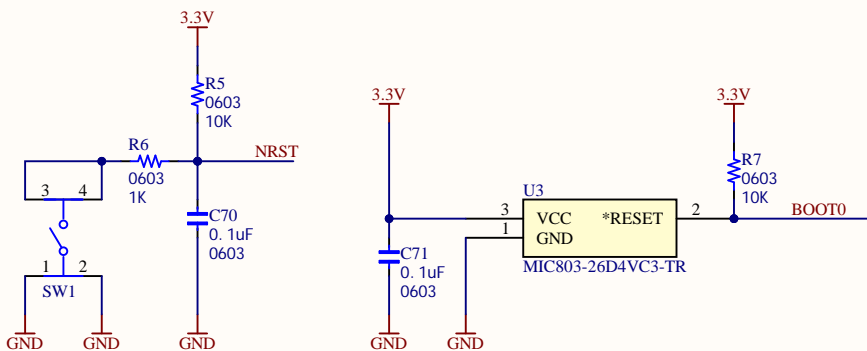 3.3V
R5
0603
10K
R6
0603
1K
NRST
3 4
C70
0.1uF
0603
1 2
SW1
GND GND GND
3.3V
3.3V
R7
0603
10K
U3
3 VCC *RESET 2
1 GND
BOOT0
C71
0.1uF
0603
MIC803-26D4VC3-TR
GND GND